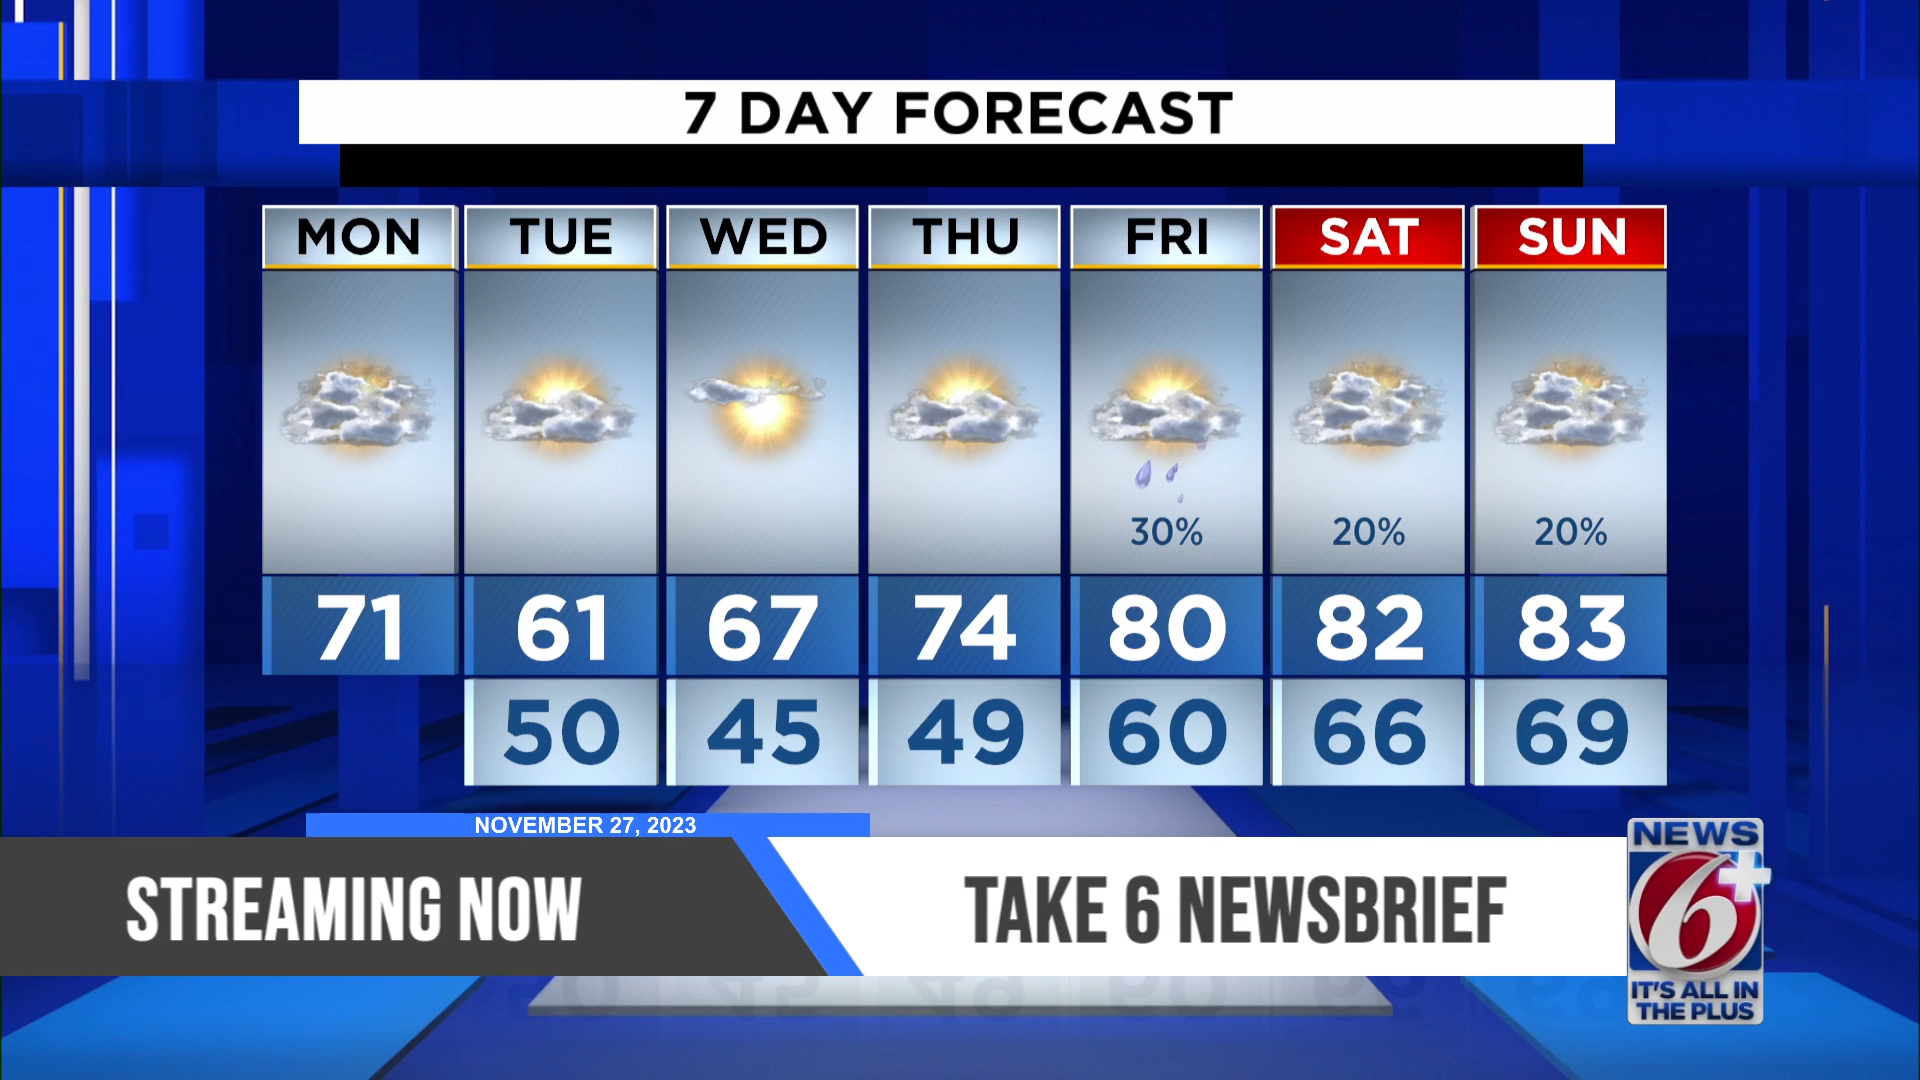 7 DAY FORECAST
MON TUE WED THU FRI SAT SUN
30% 20% 20%
71 61 67 74 80 82 83
50 45 49 60 66 69
NOVEMBER 27, 2023
STREAMING NOW
TAKE 6 NEWSBRIEF
NEWS
6+
IT'S ALL IN
THE PLUS